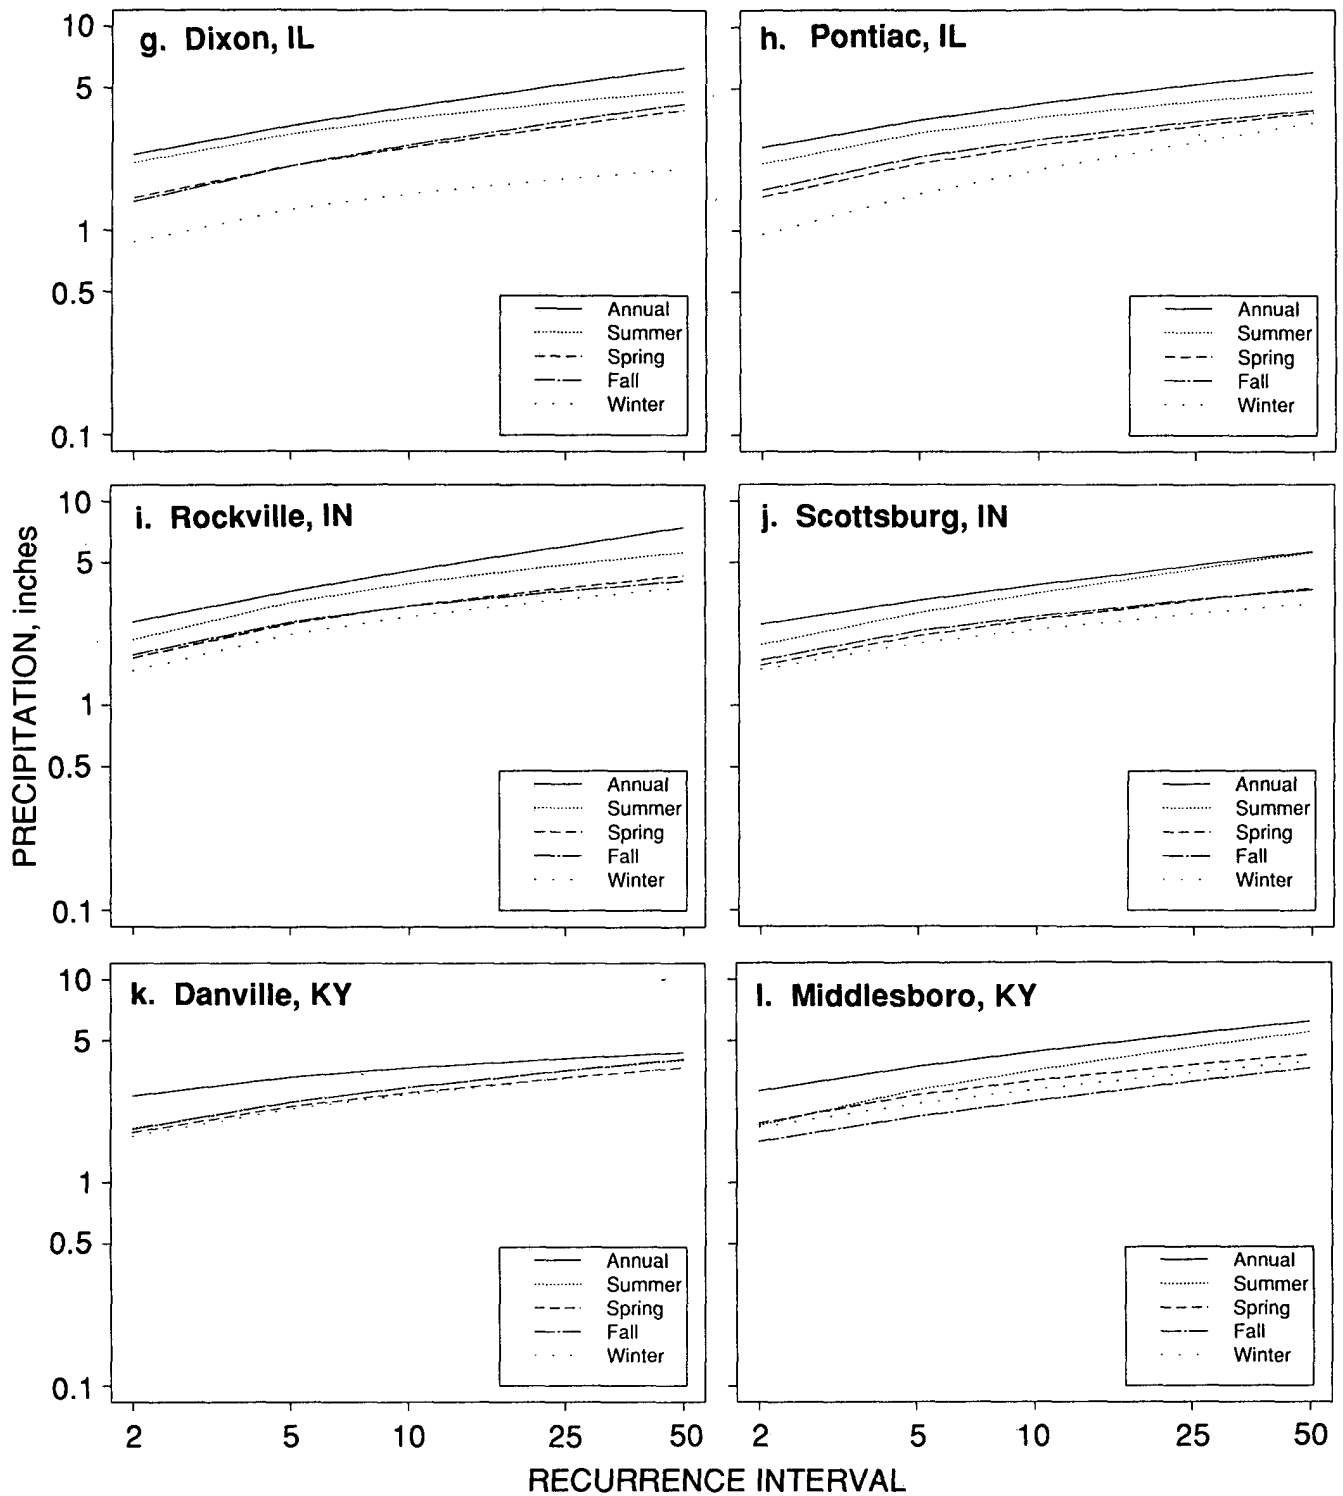 g. Dixon, IL
10
5
1
0.5
0.1
Annual
Summer
Spring
Fall
Winter
h. Pontiac, IL
Annual
Summer
Spring
Fall
Winter
PRECIPITATION, inches
i. Rockville, IN
10
5
1
0.5
0.1
Annual
Summer
Spring
Fall
Winter
j. Scottsburg, IN
Annual
Summer
Spring
Fall
Winter
k. Danville, KY
10
5
1
0.5
0.1
Annual
Summer
Spring
Fall
Winter
2 5 10 25 50
l. Middlesboro, KY
Annual
Summer
Spring
Fall
Winter
2 5 10 25 50
RECURRENCE INTERVAL